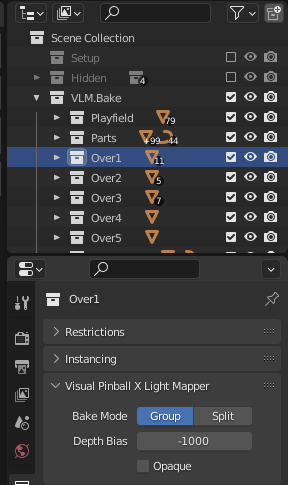 Scene Collection
Setup
Hidden 4
VLM.Bake
Playfield 79
Parts +99 44
Over1 11
Over2 5
Over3 7
Over4
Over5
Over1
Restrictions
Instancing
Visual Pinball X Light Mapper
Bake Mode Group Split
Depth Bias -1000
Opaque